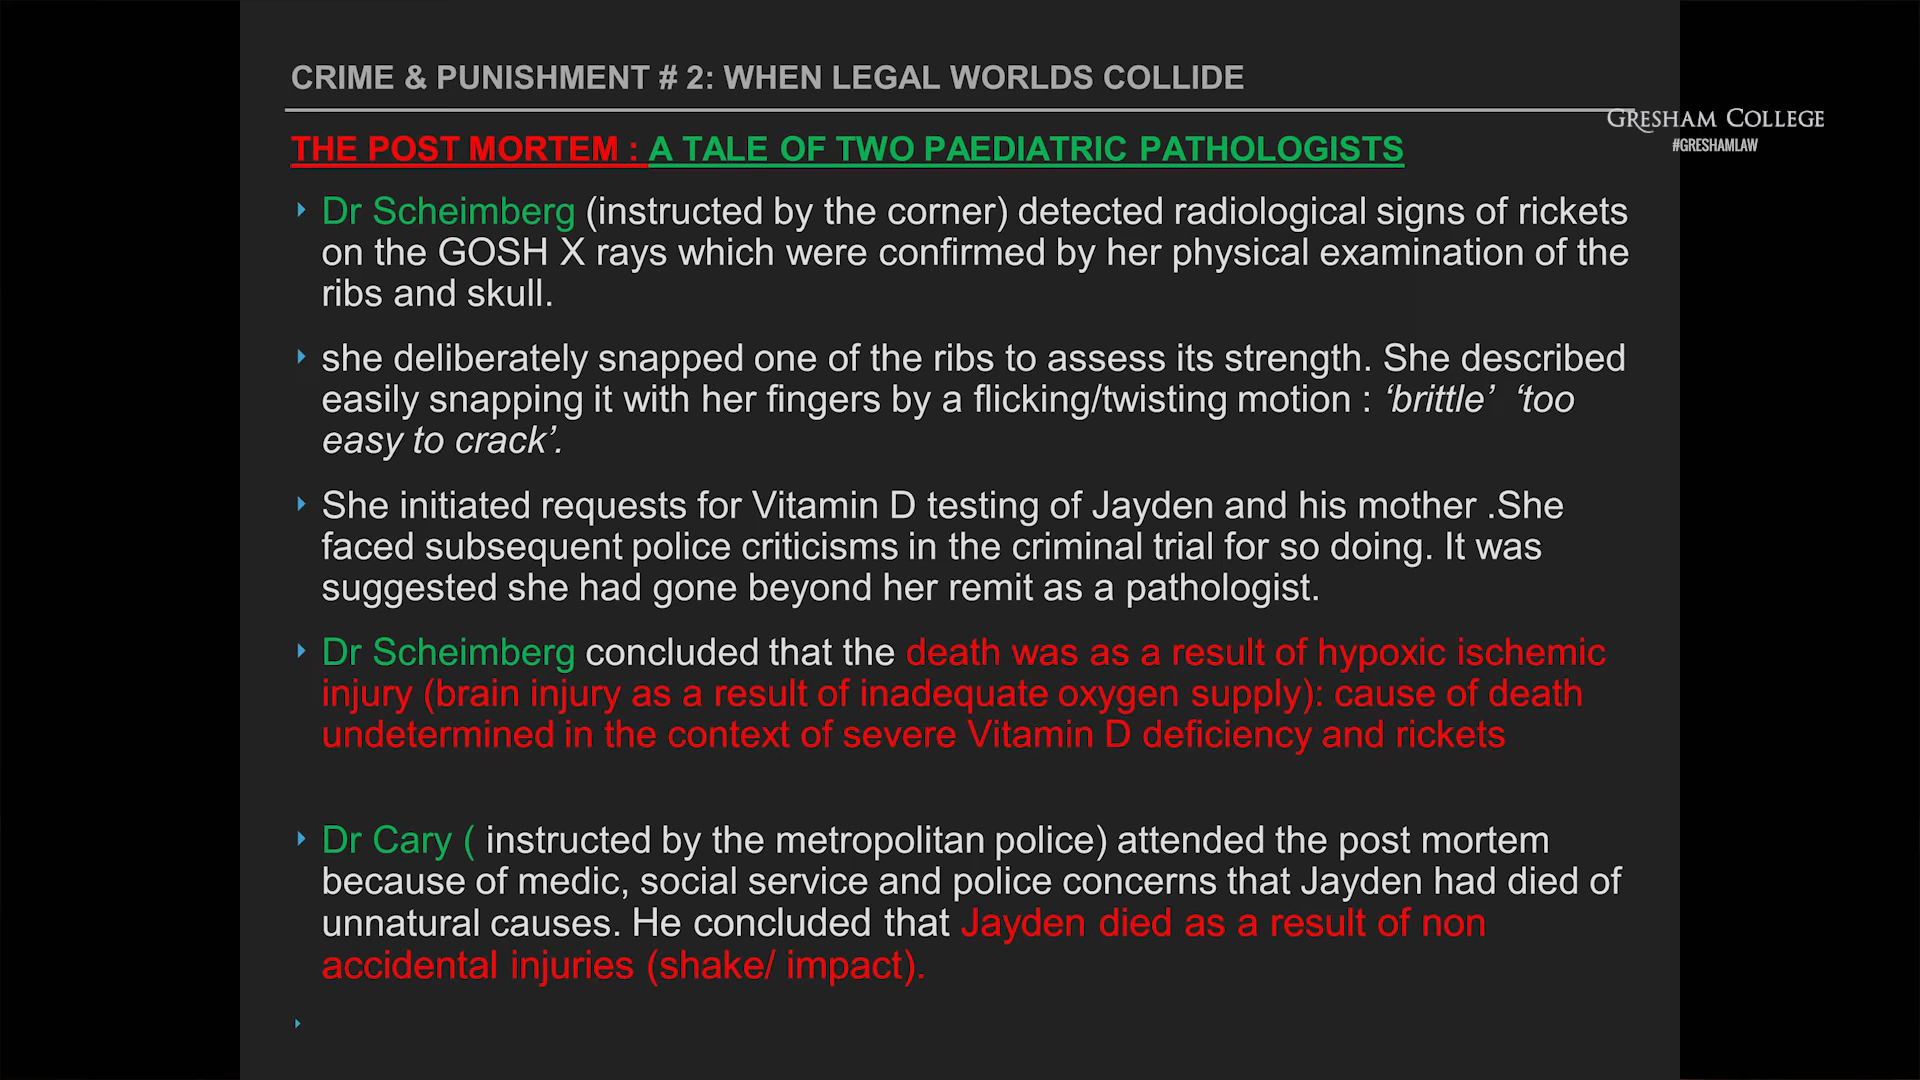 CRIME & PUNISHMENT # 2: WHEN LEGAL WORLDS COLLIDE
GRESHAM COLLEGE
#GRESHAMLAW
THE POST MORTEM : A TALE OF TWO PAEDIATRIC PATHOLOGISTS
Dr Scheimberg (instructed by the corner) detected radiological signs of rickets
on the GOSH X rays which were confirmed by her physical examination of the
ribs and skull.
she deliberately snapped one of the ribs to assess its strength. She described
easily snapping it with her fingers by a flicking/twisting motion : ‘brittle’ ‘too
easy to crack’.
She initiated requests for Vitamin D testing of Jayden and his mother .She
faced subsequent police criticisms in the criminal trial for so doing. It was
suggested she had gone beyond her remit as a pathologist.
Dr Scheimberg concluded that the death was as a result of hypoxic ischemic
injury (brain injury as a result of inadequate oxygen supply): cause of death
undetermined in the context of severe Vitamin D deficiency and rickets
Dr Cary ( instructed by the metropolitan police) attended the post mortem
because of medic, social service and police concerns that Jayden had died of
unnatural causes. He concluded that Jayden died as a result of non
accidental injuries (shake/ impact).